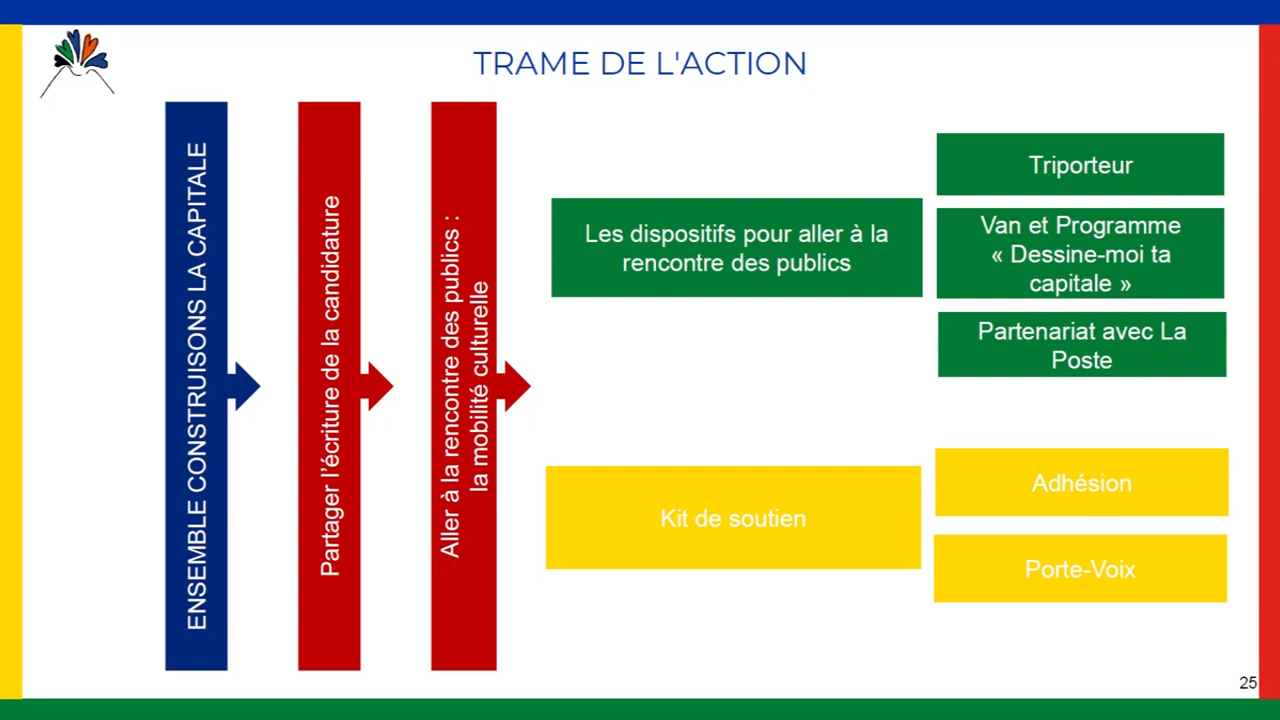 TRAME DE L'ACTION
ENSEMBLE CONSTRUISONS LA CAPITALE
Partager l'écriture de la candidature
Aller à la rencontre des publics :
la mobilité culturelle
Les dispositifs pour aller à la
rencontre des publics
Triporteur
Van et Programme
« Dessine-moi ta
capitale »
Partenariat avec La
Poste
Kit de soutien
Adhésion
Porte-Voix
25